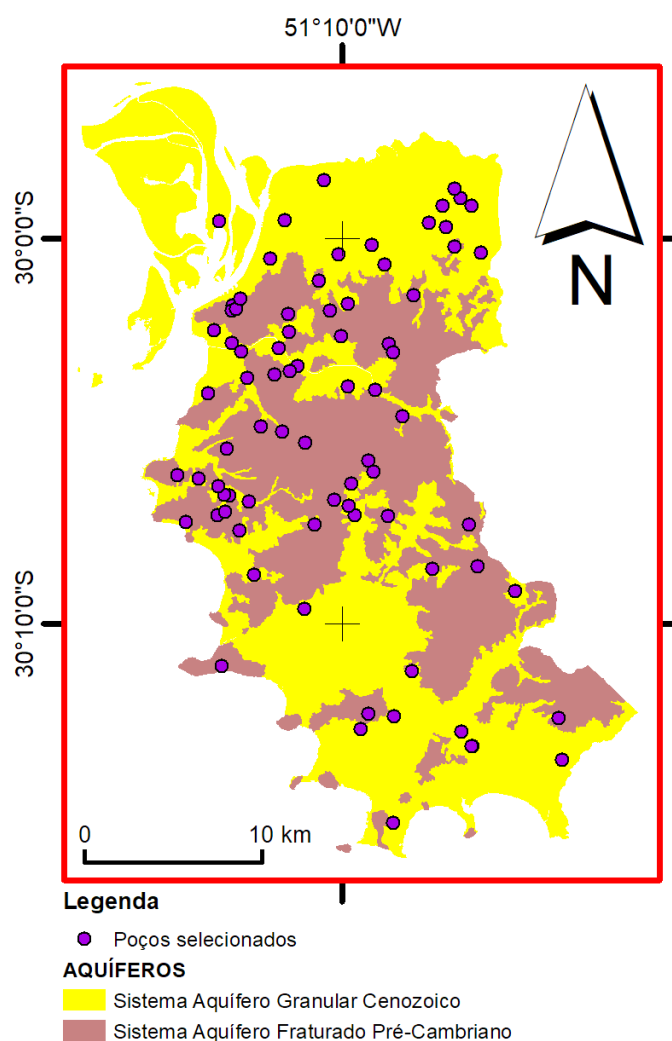 51°10'0"W
30°0'0"S
N
30°10'0"S
0 10 km
Legenda
Poços selecionados
AQUÍFEROS
Sistema Aquífero Granular Cenozoico
Sistema Aquífero Fraturado Pré-Cambriano